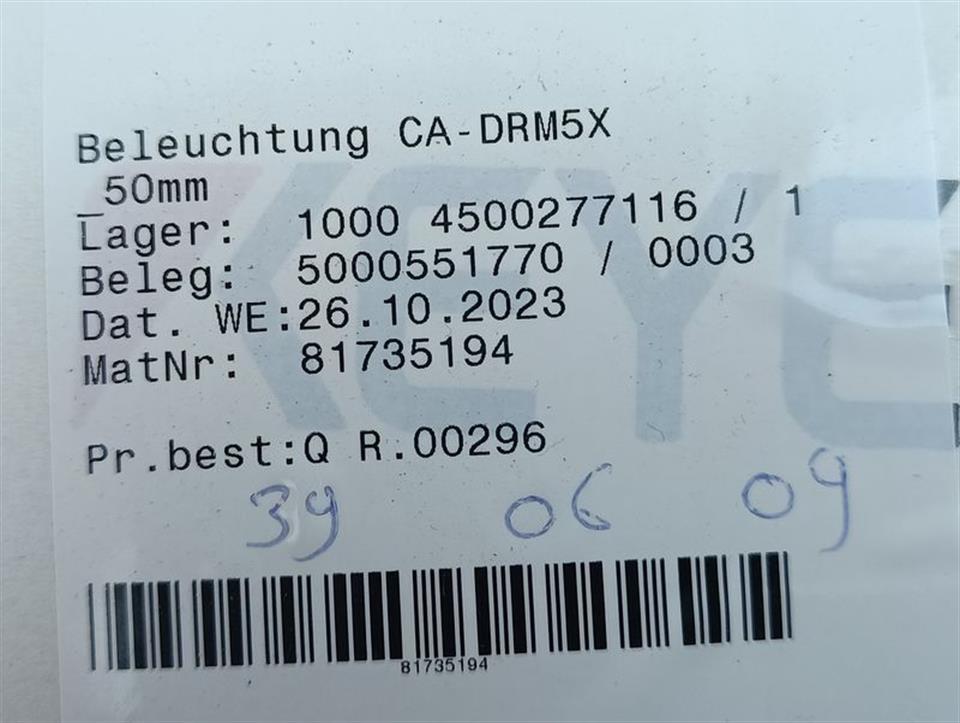 Beleuchtung CA-DRM5X
_50mm
Lager: 1000 4500277116 / 1
Beleg: 5000551770 / 0003
Dat. WE:26.10.2023
MatNr: 81735194
Pr.best:Q R.00296
39 06 09
81735194
KEYE